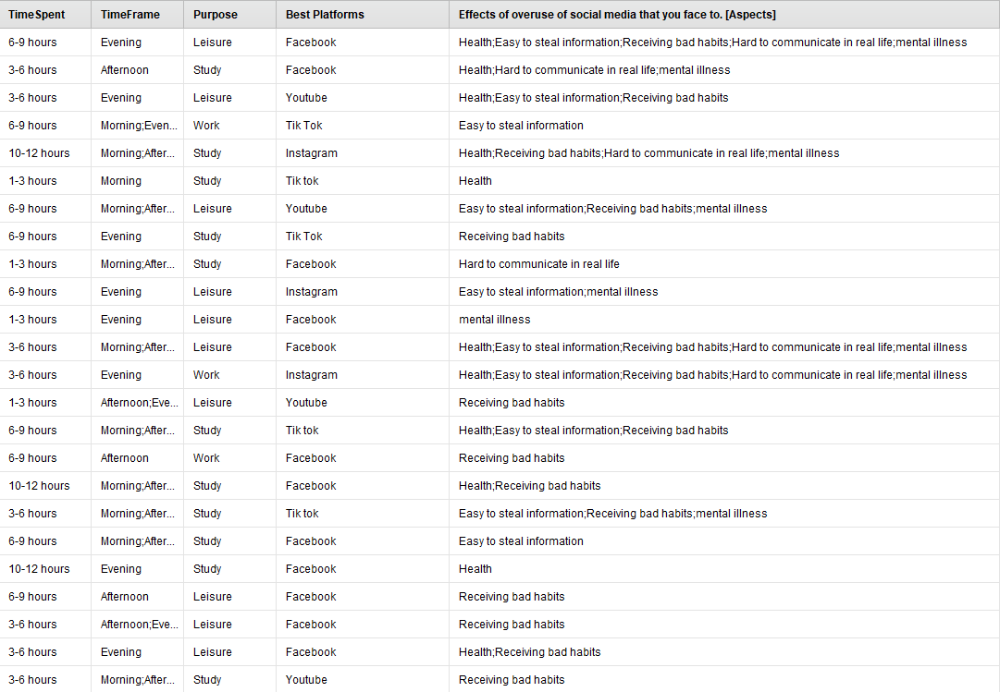 TimeSpent TimeFrame Purpose Best Platforms Effects of overuse of social media that you face to. [Aspects]
6-9 hours Evening Leisure Facebook Health;Easy to steal information;Receiving bad habits;Hard to communicate in real life;mental illness
3-6 hours Afternoon Study Facebook Health;Hard to communicate in real life;mental illness
3-6 hours Evening Leisure Youtube Health;Easy to steal information;Receiving bad habits
6-9 hours Morning;Even... Work Tik Tok Easy to steal information
10-12 hours Morning;After... Study Instagram Health;Receiving bad habits;Hard to communicate in real life;mental illness
1-3 hours Morning Study Tik tok Health
6-9 hours Morning;After... Leisure Youtube Easy to steal information;Receiving bad habits;mental illness
6-9 hours Evening Study Tik Tok Receiving bad habits
1-3 hours Morning;After... Study Facebook Hard to communicate in real life
6-9 hours Evening Leisure Instagram Easy to steal information;mental illness
1-3 hours Evening Leisure Facebook mental illness
3-6 hours Morning;After... Leisure Facebook Health;Easy to steal information;Receiving bad habits;Hard to communicate in real life;mental illness
3-6 hours Evening Work Instagram Health;Easy to steal information;Receiving bad habits;Hard to communicate in real life;mental illness
1-3 hours Afternoon;Eve... Leisure Youtube Receiving bad habits
6-9 hours Morning;After... Study Tik tok Health;Easy to steal information;Receiving bad habits
6-9 hours Afternoon Work Facebook Receiving bad habits
10-12 hours Morning;After... Study Facebook Health;Receiving bad habits
3-6 hours Morning;After... Study Tik tok Easy to steal information;Receiving bad habits;mental illness
6-9 hours Morning;After... Study Facebook Easy to steal information
10-12 hours Evening Study Facebook Health
6-9 hours Afternoon Leisure Facebook Receiving bad habits
3-6 hours Afternoon;Eve... Leisure Facebook Receiving bad habits
3-6 hours Evening Leisure Facebook Health;Receiving bad habits
3-6 hours Morning;After... Study Youtube Receiving bad habits